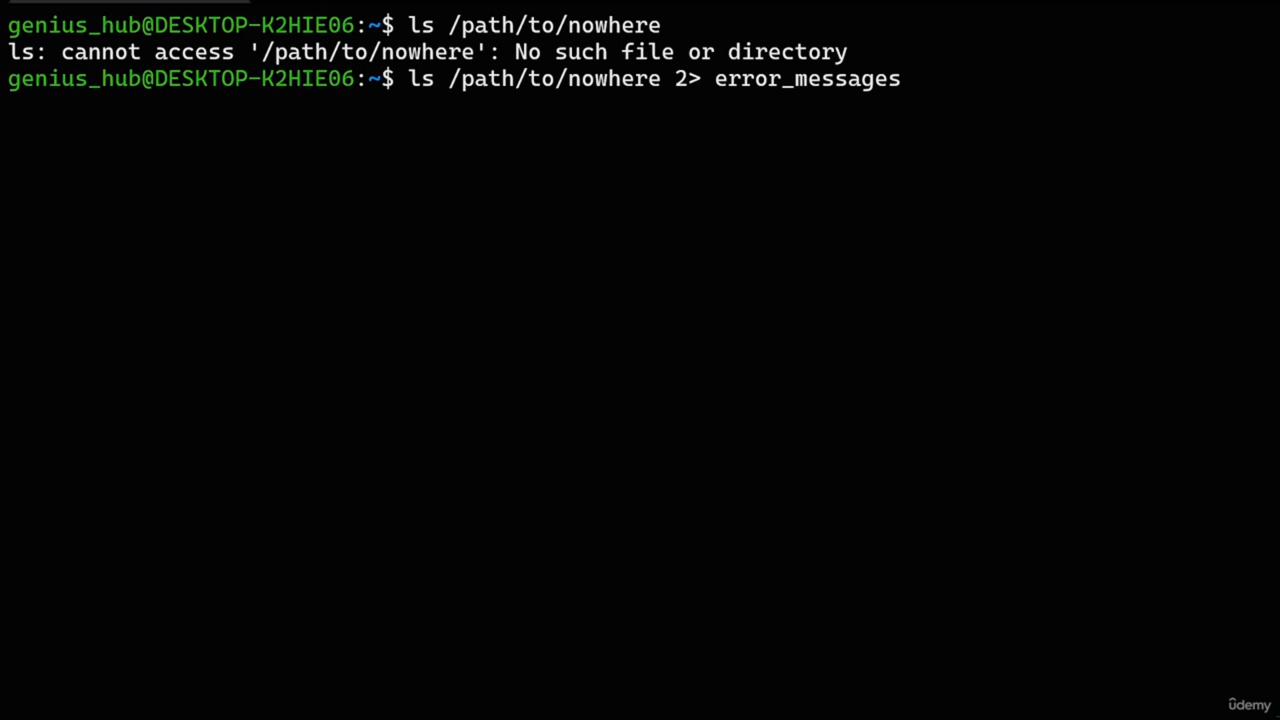 genius_hub@DESKTOP-K2HIE06:~$ ls /path/to/nowhere
ls: cannot access '/path/to/nowhere': No such file or directory
genius_hub@DESKTOP-K2HIE06:~$ ls /path/to/nowhere 2> error_messages
ûdemy